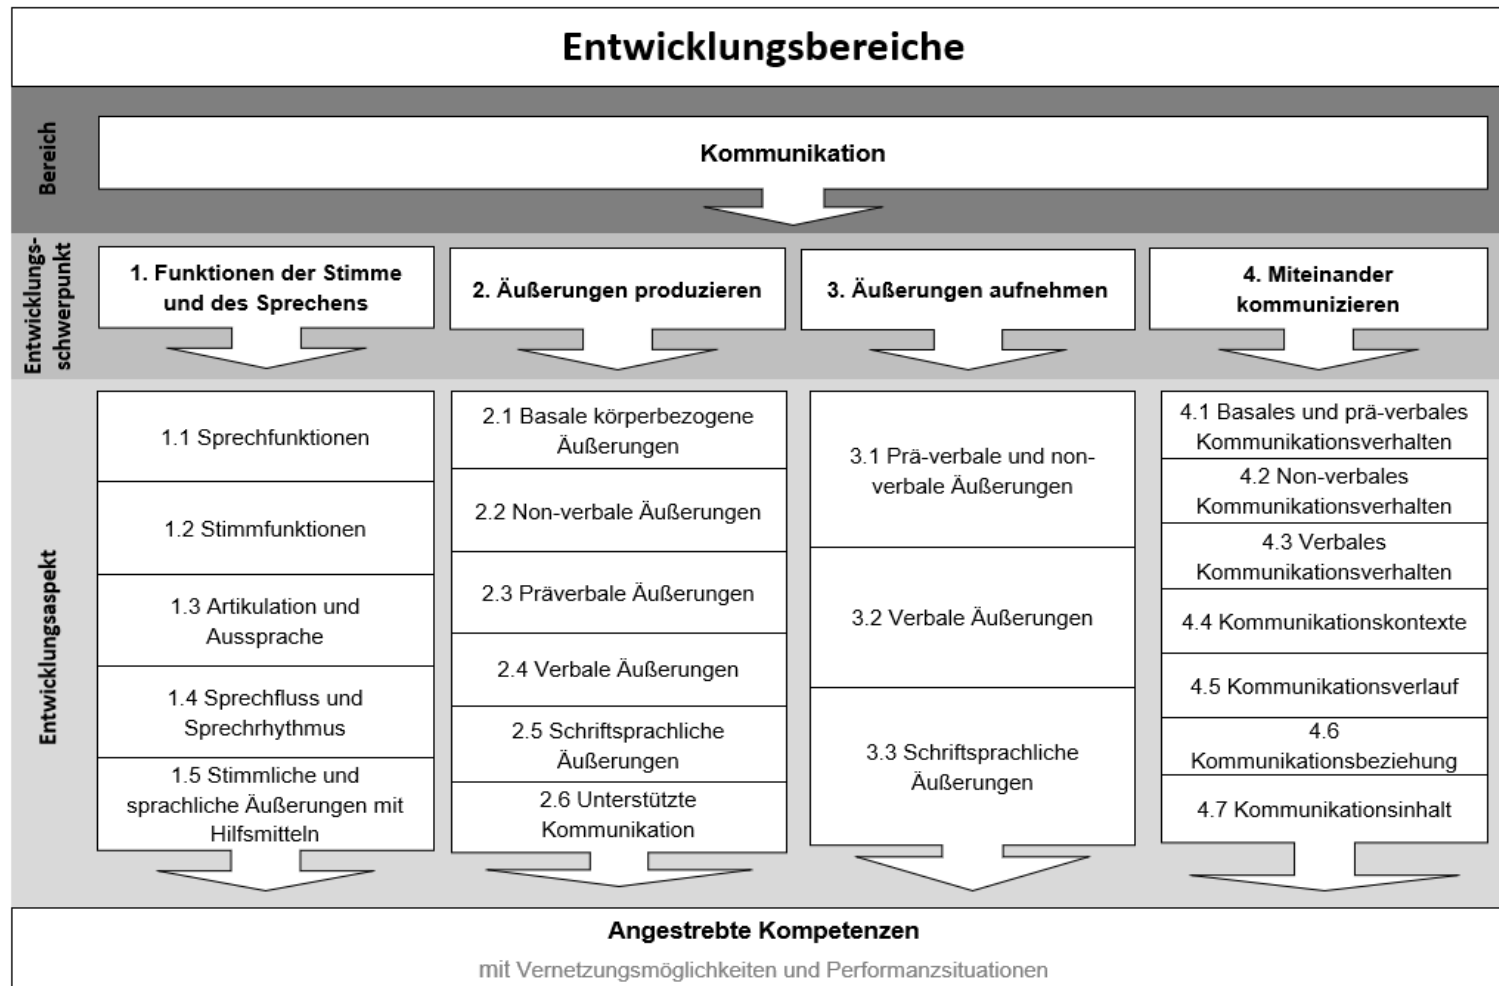 Entwicklungsbereiche
Bereich
Kommunikation
Entwicklungs-
schwerpunkt
1. Funktionen der Stimme
und des Sprechens
2. Äußerungen produzieren
3. Äußerungen aufnehmen
4. Miteinander
kommunizieren
Entwicklungsaspekt
1.1 Sprechfunktionen
1.2 Stimmfunktionen
1.3 Artikulation und
Aussprache
1.4 Sprechfluss und
Sprechrhythmus
1.5 Stimmliche und
sprachliche Äußerungen mit
Hilfsmitteln
2.1 Basale körperbezogene
Äußerungen
2.2 Non-verbale Äußerungen
2.3 Präverbale Äußerungen
2.4 Verbale Äußerungen
2.5 Schriftsprachliche
Äußerungen
2.6 Unterstützte
Kommunikation
3.1 Prä-verbale und non-
verbale Äußerungen
3.2 Verbale Äußerungen
3.3 Schriftsprachliche
Äußerungen
4.1 Basales und prä-verbales
Kommunikationsverhalten
4.2 Non-verbales
Kommunikationsverhalten
4.3 Verbales
Kommunikationsverhalten
4.4 Kommunikationskontexte
4.5 Kommunikationsverlauf
4.6
Kommunikationsbeziehung
4.7 Kommunikationsinhalt
Angestrebte Kompetenzen
mit Vernetzungsmöglichkeiten und Performanzsituationen